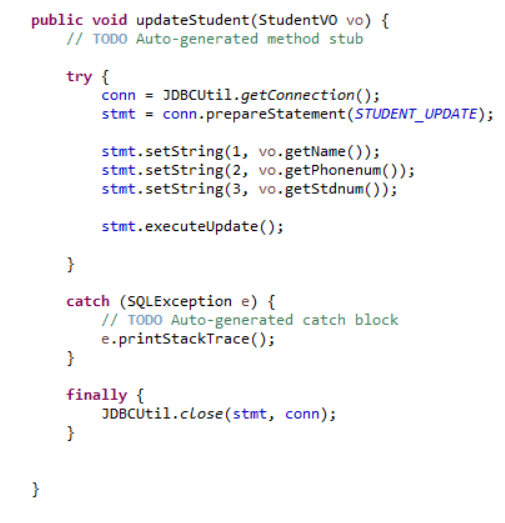 public void updateStudent(StudentVO vo) {
// TODO Auto-generated method stub
try {
conn = JDBCUtil.getConnection();
stmt = conn.prepareStatement(STUDENT_UPDATE);
stmt.setString(1, vo.getName());
stmt.setString(2, vo.getPhonenum());
stmt.setString(3, vo.getStdnum());
stmt.executeUpdate();
}
catch (SQLException e) {
// TODO Auto-generated catch block
e.printStackTrace();
}
finally {
JDBCUtil.close(stmt, conn);
}
}